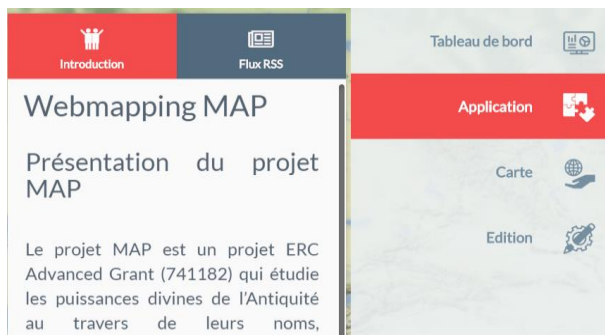 Introduction
Flux RSS
Webmapping MAP
Présentation du projet
MAP
Le projet MAP est un projet ERC
Advanced Grant (741182) qui étudie
les puissances divines de l'Antiquité
au travers de leurs noms,
Tableau de bord
Application
Carte
Edition